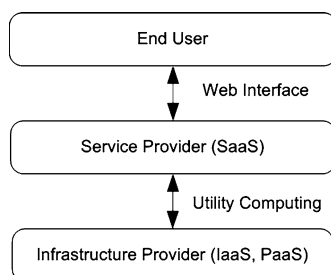 End User
Web Interface
Service Provider (SaaS)
Utility Computing
Infrastructure Provider (IaaS, PaaS)